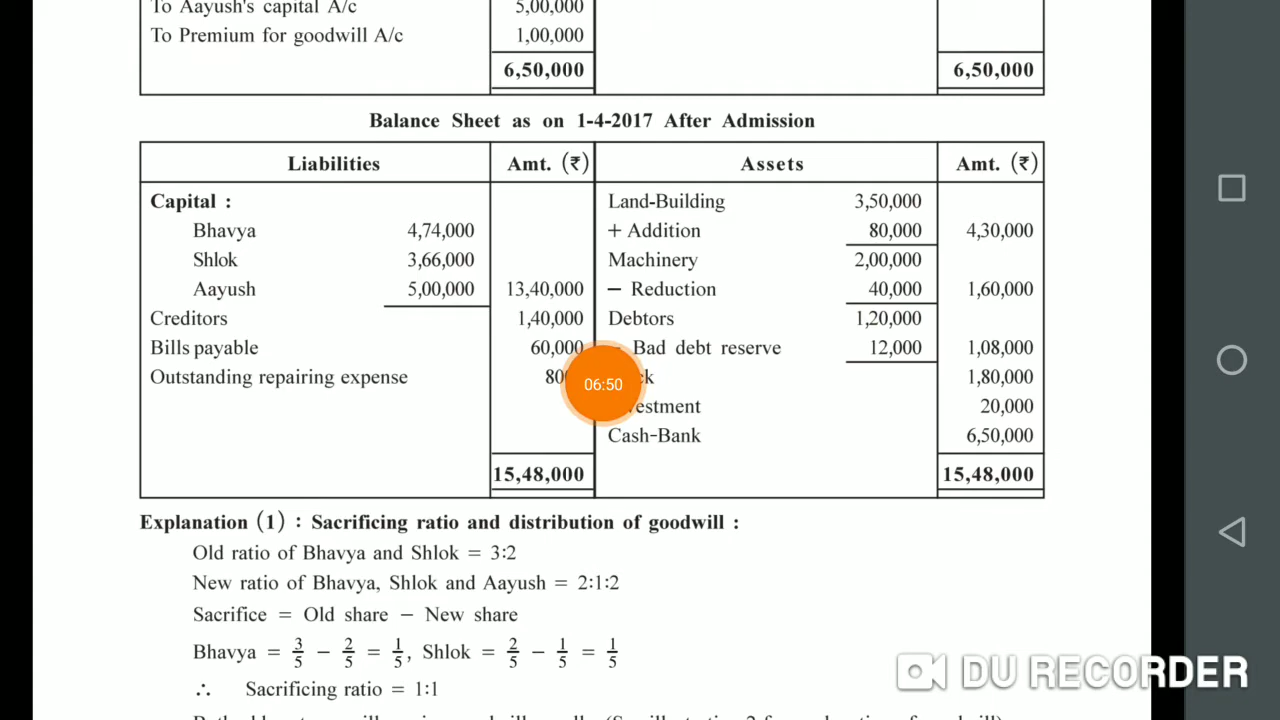 To Aayush's capital A/c 5,00,000
To Premium for goodwill A/c 1,00,000
6,50,000 6,50,000
Balance Sheet as on 1-4-2017 After Admission
Liabilities Amt. (₹) Assets Amt. (₹)
Capital : Land-Building 3,50,000
Bhavya 4,74,000 + Addition 80,000 4,30,000
Shlok 3,66,000 Machinery 2,00,000
Aayush 5,00,000 13,40,000 − Reduction 40,000 1,60,000
Creditors 1,40,000 Debtors 1,20,000
Bills payable 60,000 Bad debt reserve 12,000 1,08,000
Outstanding repairing expense 1,80,000
06:50
20,000
Cash-Bank 6,50,000
15,48,000 15,48,000
Explanation (1) : Sacrificing ratio and distribution of goodwill :
Old ratio of Bhavya and Shlok = 3:2
New ratio of Bhavya, Shlok and Aayush = 2:1:2
Sacrifice = Old share − New share
Bhavya = 3/5 − 2/5 = 1/5, Shlok = 2/5 − 1/5 = 1/5
∴ Sacrificing ratio = 1:1
DU RECORDER